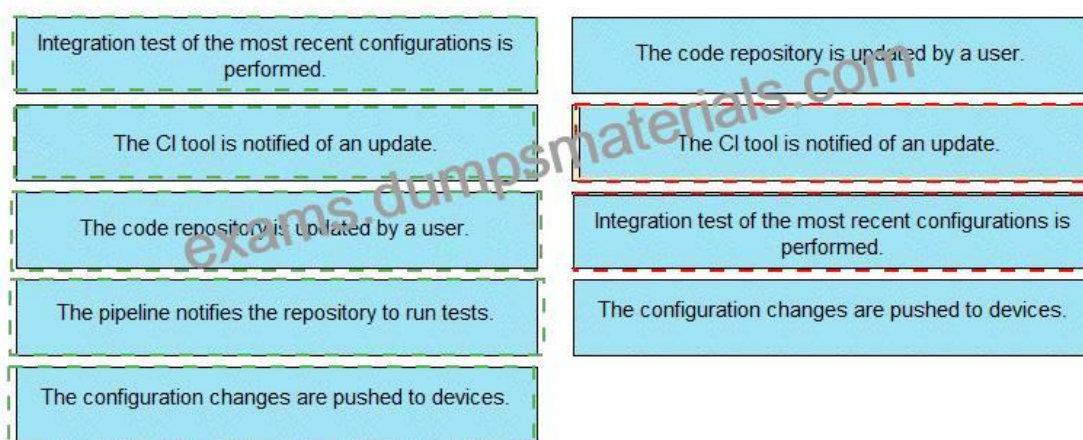 Integration test of the most recent configurations is
performed.
The CI tool is notified of an update.
The code repository is updated by a user.
The pipeline notifies the repository to run tests.
The configuration changes are pushed to devices.
The code repository is updated by a user.
The CI tool is notified of an update.
Integration test of the most recent configurations is
performed.
The configuration changes are pushed to devices.
exams.dumpsmaterials.com